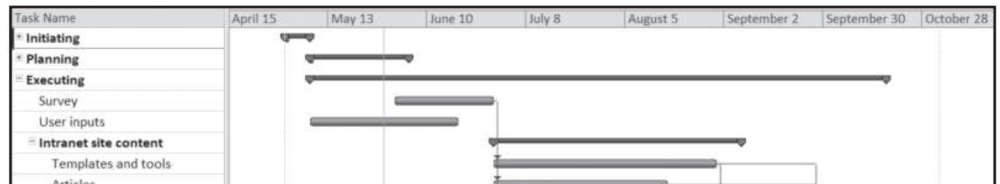 Task Name April 15 May 13 June 10 July 8 August 5 September 2 September 30 October 28
Initiating
Planning
Executing
Survey
User inputs
Intranet site content
Templates and tools
Articles